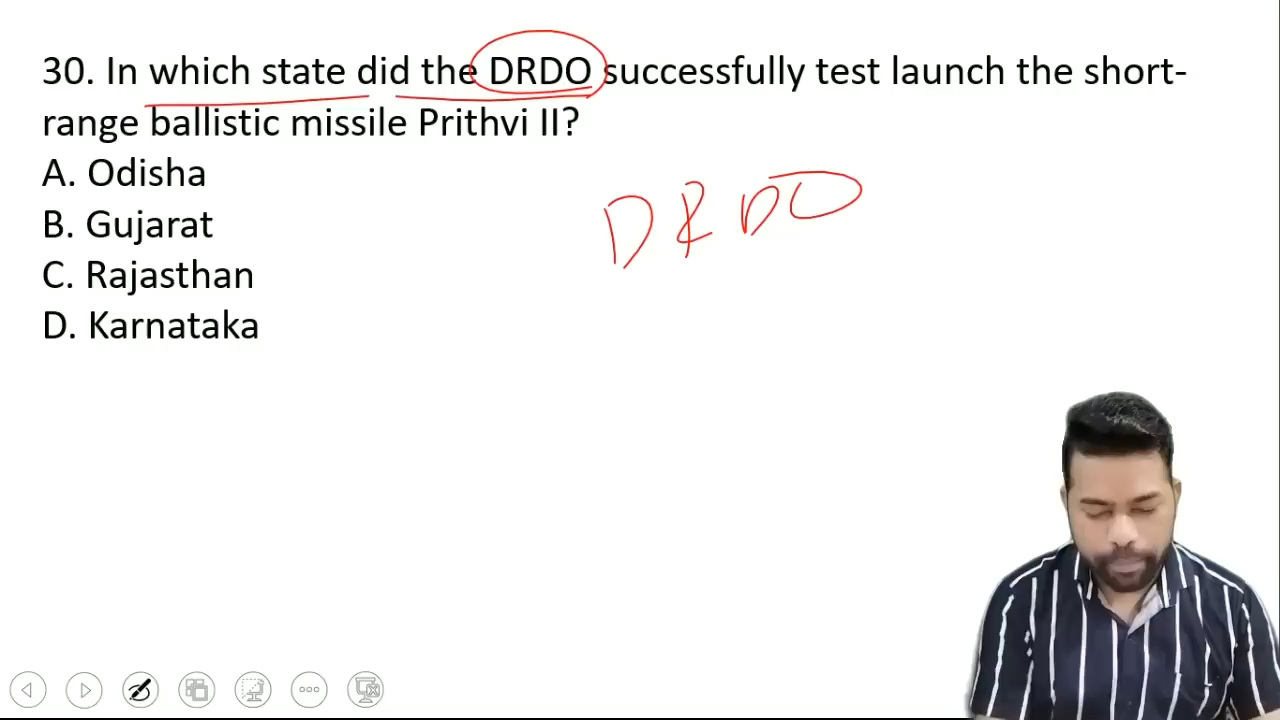 30. In which state did the DRDO successfully test launch the short-
range ballistic missile Prithvi II?
A. Odisha
DRDO
B. Gujarat
C. Rajasthan
D. Karnataka